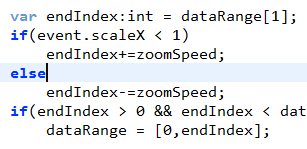 var endIndex:int = dataRange[1];
if(event.scaleX < 1)
endIndex+=zoomSpeed;
else
endIndex-=zoomSpeed;
if(endIndex > 0 && endIndex < dat
dataRange = [0,endIndex];